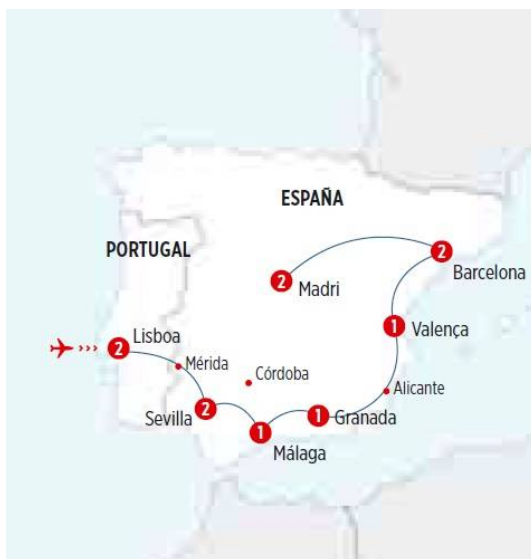 ESPAÑA
PORTUGAL
2
Barcelona
2
Madri
1
Valença
Lisboa
2
Mérida
Córdoba
Alicante
Sevilla
2
1
Granada
1
Málaga